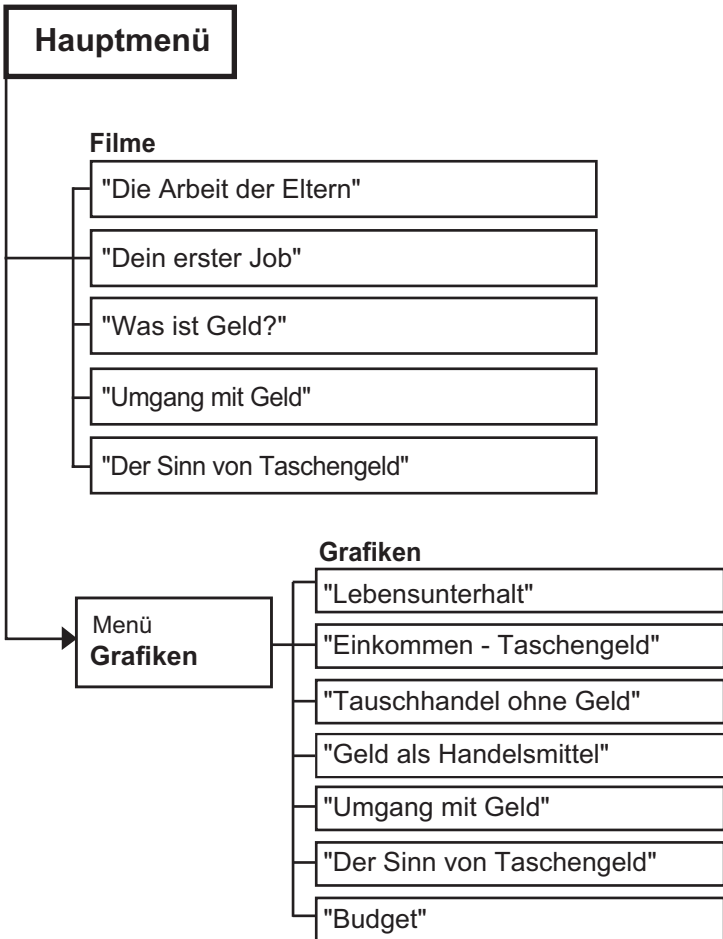 Hauptmenü
Filme
"Die Arbeit der Eltern"
"Dein erster Job"
"Was ist Geld?"
"Umgang mit Geld"
"Der Sinn von Taschengeld"
Grafiken
"Lebensunterhalt"
Menü
Grafiken
"Einkommen - Taschengeld"
"Tauschhandel ohne Geld"
"Geld als Handelsmittel"
"Umgang mit Geld"
"Der Sinn von Taschengeld"
"Budget"